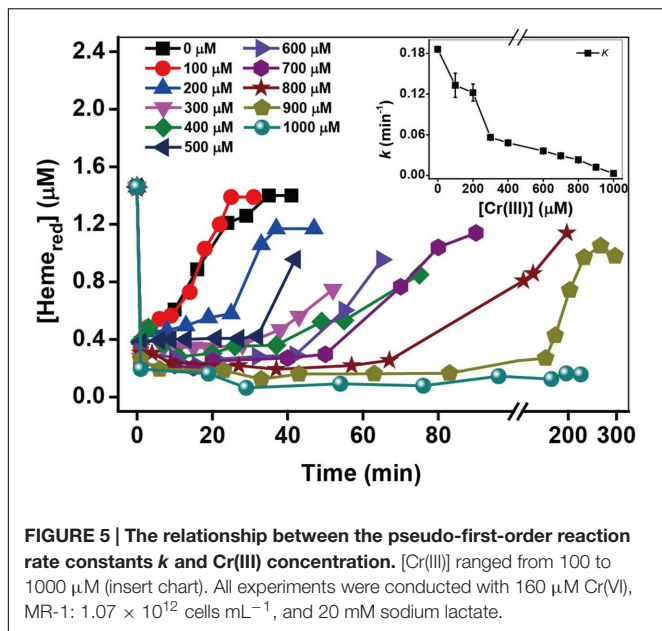 2.4
2.0
1.6
1.2
0.8
0.4
0.0
[Heme_red] (µM)
0 µM
100 µM
200 µM
300 µM
400 µM
500 µM
600 µM
700 µM
800 µM
900 µM
1000 µM
0.18
0.12
0.06
0.00
k (min⁻¹)
K
0 200 400 600 800 1000
[Cr(III)] (µM)
0 20 40 60 80 200 300
Time (min)
FIGURE 5 | The relationship between the pseudo-first-order reaction
rate constants k and Cr(III) concentration. [Cr(III)] ranged from 100 to
1000 µM (insert chart). All experiments were conducted with 160 µM Cr(VI),
MR-1: 1.07 × 10¹² cells mL⁻¹, and 20 mM sodium lactate.